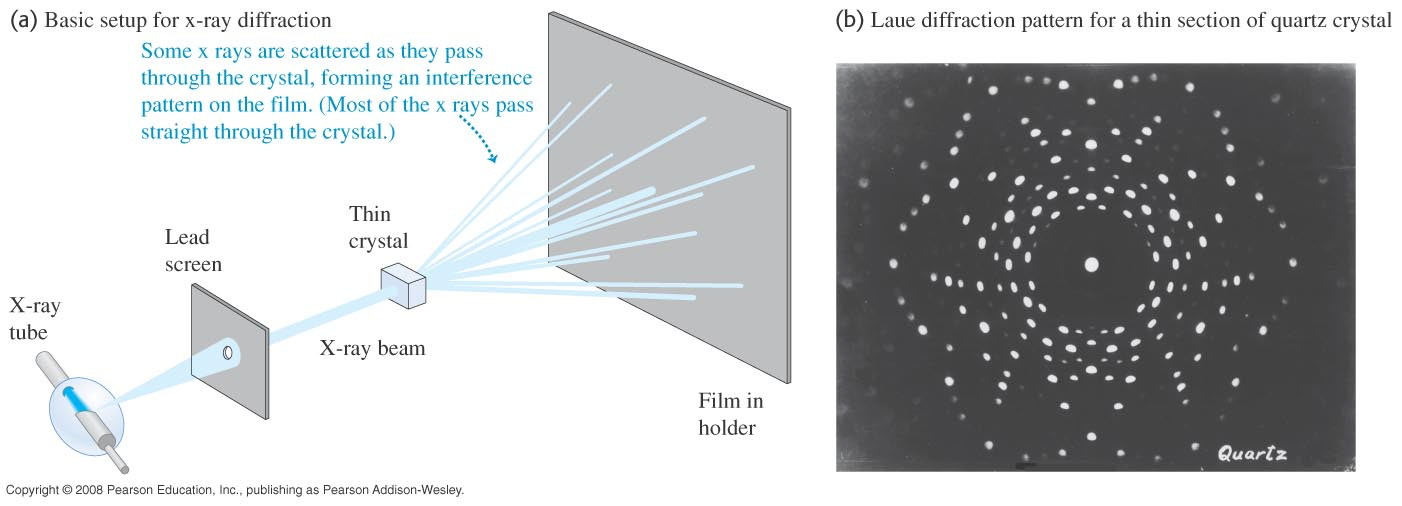 (a) Basic setup for x-ray diffraction
Some x rays are scattered as they pass
through the crystal, forming an interference
pattern on the film. (Most of the x rays pass
straight through the crystal.)
Thin
crystal
Lead
screen
X-ray
tube
X-ray beam
Film in
holder
(b) Laue diffraction pattern for a thin section of quartz crystal
Quartz
Copyright © 2008 Pearson Education, Inc., publishing as Pearson Addison-Wesley.